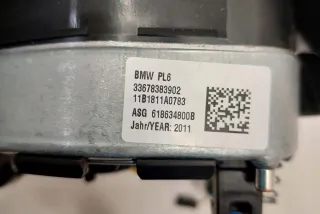 BMW PL6
33678383902
11B1811A0783
ASG 618634800B
Jahr/YEAR: 2011